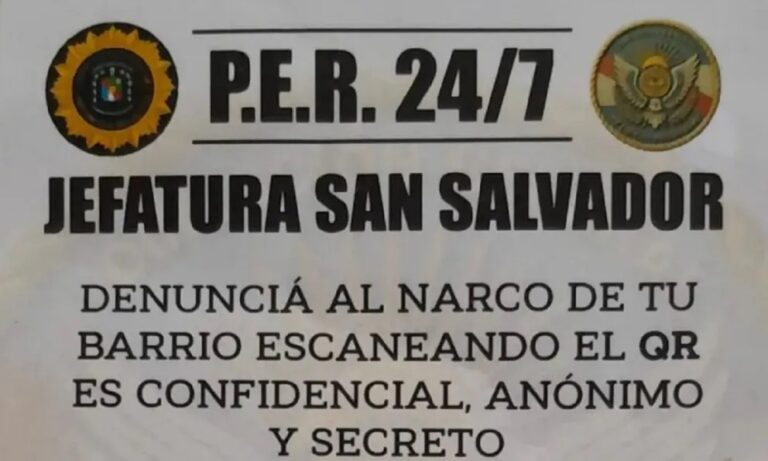 P.E.R. 24/7
JEFATURA SAN SALVADOR
DENUNCIÁ AL NARCO DE TU
BARRIO ESCANEANDO EL QR
ES CONFIDENCIAL, ANÓNIMO
Y SECRETO